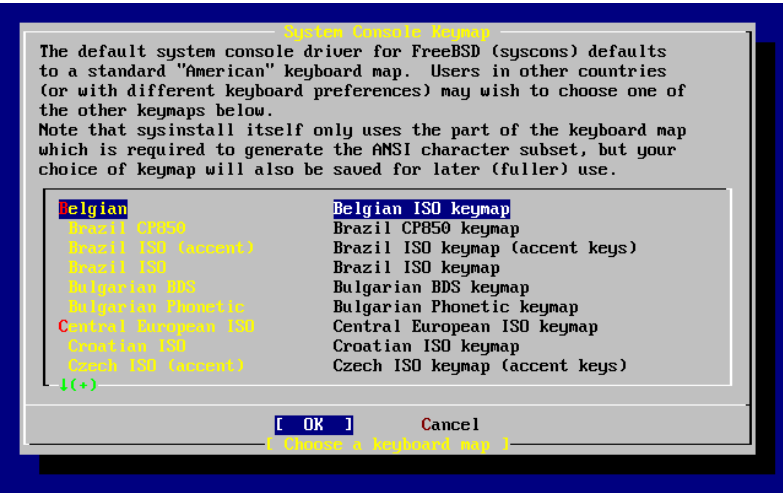 System Console Keymap
The default system console driver for FreeBSD (syscons) defaults
to a standard "American" keyboard map.  Users in other countries
(or with different keyboard preferences) may wish to choose one of
the other keymaps below.
Note that sysinstall itself only uses the part of the keyboard map
which is required to generate the ANSI character subset, but your
choice of keymap will also be saved for later (fuller) use.
Belgian Belgian ISO keymap
Brazil CP850 Brazil CP850 keymap
Brazil ISO (accent) Brazil ISO keymap (accent keys)
Brazil ISO Brazil ISO keymap
Bulgarian BDS Bulgarian BDS keymap
Bulgarian Phonetic Bulgarian Phonetic keymap
Central European ISO Central European ISO keymap
Croatian ISO Croatian ISO keymap
Czech ISO (accent) Czech ISO keymap (accent keys)
↓(+)
[ OK ] Cancel
[ Choose a keyboard map ]